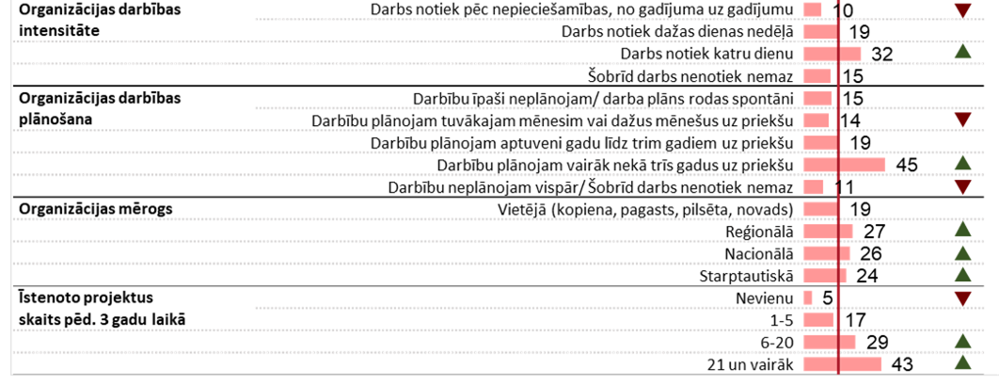 Organizācijas darbības
intensitāte
Darbs notiek pēc nepieciešamības, no gadījuma uz gadījumu 10
Darbs notiek dažas dienas nedēļā 19
Darbs notiek katru dienu 32
Šobrīd darbs nenotiek nemaz 15
Organizācijas darbības
plānošana
Darbību īpaši neplānojam/ darba plāns rodas spontāni 15
Darbību plānojam tuvākajam mēnesim vai dažus mēnešus uz priekšu 14
Darbību plānojam aptuveni gadu līdz trim gadiem uz priekšu 19
Darbību plānojam vairāk nekā trīs gadus uz priekšu 45
Darbību neplānojam vispār/ Šobrīd darbs nenotiek nemaz 11
Organizācijas mērogs
Vietējā (kopiena, pagasts, pilsēta, novads) 19
Reģionālā 27
Nacionālā 26
Starptautiskā 24
Īstenoto projektus
skaits pēd. 3 gadu laikā
Nevienu 5
1-5 17
6-20 29
21 un vairāk 43